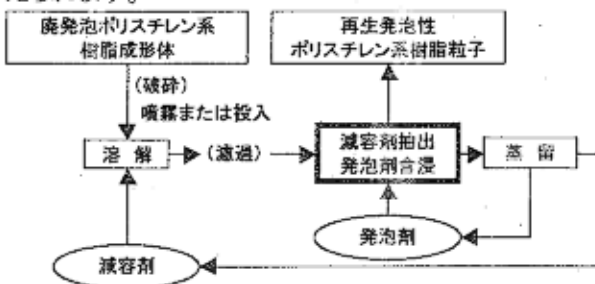 廃発泡ポリスチレン系
樹脂成形体
再生発泡性
ポリスチレン系樹脂粒子
(破砕)
噴霧または投入
溶解
(濾過)
減容剤抽出
発泡剤含浸
蒸留
発泡剤
減容剤